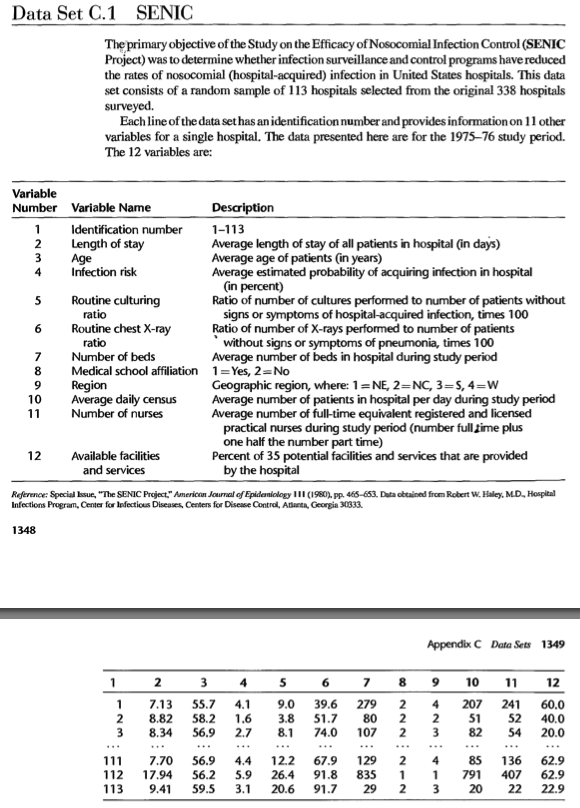 Data Set C.1 SENIC
The primary objective of the Study on the Efficacy of Nosocomial Infection Control (SENIC
Project) was to determine whether infection surveillance and control programs have reduced
the rates of nosocomial (hospital-acquired) infection in United States hospitals. This data
set consists of a random sample of 113 hospitals selected from the original 338 hospitals
surveyed.
Each line of the data set has an identification number and provides information on 11 other
variables for a single hospital. The data presented here are for the 1975–76 study period.
The 12 variables are:
Variable
Number Variable Name Description
1 Identification number 1–113
2 Length of stay Average length of stay of all patients in hospital (in days)
3 Age Average age of patients (in years)
4 Infection risk Average estimated probability of acquiring infection in hospital
(in percent)
5 Routine culturing Ratio of number of cultures performed to number of patients without
ratio signs or symptoms of hospital-acquired infection, times 100
6 Routine chest X-ray Ratio of number of X-rays performed to number of patients
ratio without signs or symptoms of pneumonia, times 100
7 Number of beds Average number of beds in hospital during study period
8 Medical school affiliation 1=Yes, 2=No
9 Region Geographic region, where: 1=NE, 2=NC, 3=S, 4=W
10 Average daily census Average number of patients in hospital per day during study period
11 Number of nurses Average number of full-time equivalent registered and licensed
practical nurses during study period (number full time plus
one half the number part time)
12 Available facilities Percent of 35 potential facilities and services that are provided
and services by the hospital
Reference: Special Issue, "The SENIC Project," American Journal of Epidemiology 111 (1980), pp. 465–653. Data obtained from Robert W. Haley, M.D., Hospital
Infections Program, Center for Infectious Diseases, Centers for Disease Control, Atlanta, Georgia 30333.
1348
Appendix C Data Sets 1349
1 2 3 4 5 6 7 8 9 10 11 12
1 7.13 55.7 4.1 9.0 39.6 279 2 4 207 241 60.0
2 8.82 58.2 1.6 3.8 51.7 80 2 2 51 52 40.0
3 8.34 56.9 2.7 8.1 74.0 107 2 3 82 54 20.0
... ... ... ... ... ... ... ... ... ... ... ...
111 7.70 56.9 4.4 12.2 67.9 129 2 4 85 136 62.9
112 17.94 56.2 5.9 26.4 91.8 835 1 1 791 407 62.9
113 9.41 59.5 3.1 20.6 91.7 29 2 3 20 22 22.9